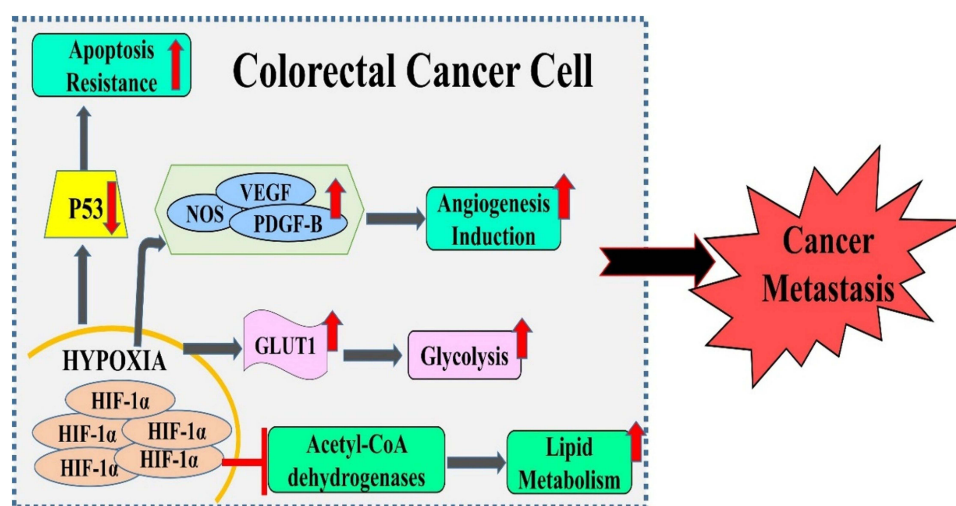 Apoptosis
Resistance
Colorectal Cancer Cell
P53
VEGF
NOS
PDGF-B
Angiogenesis
Induction
Cancer
Metastasis
HYPOXIA
GLUT1
Glycolysis
HIF-1α
HIF-1α
HIF-1α
HIF-1α
HIF-1α
Acetyl-CoA
dehydrogenases
Lipid
Metabolism